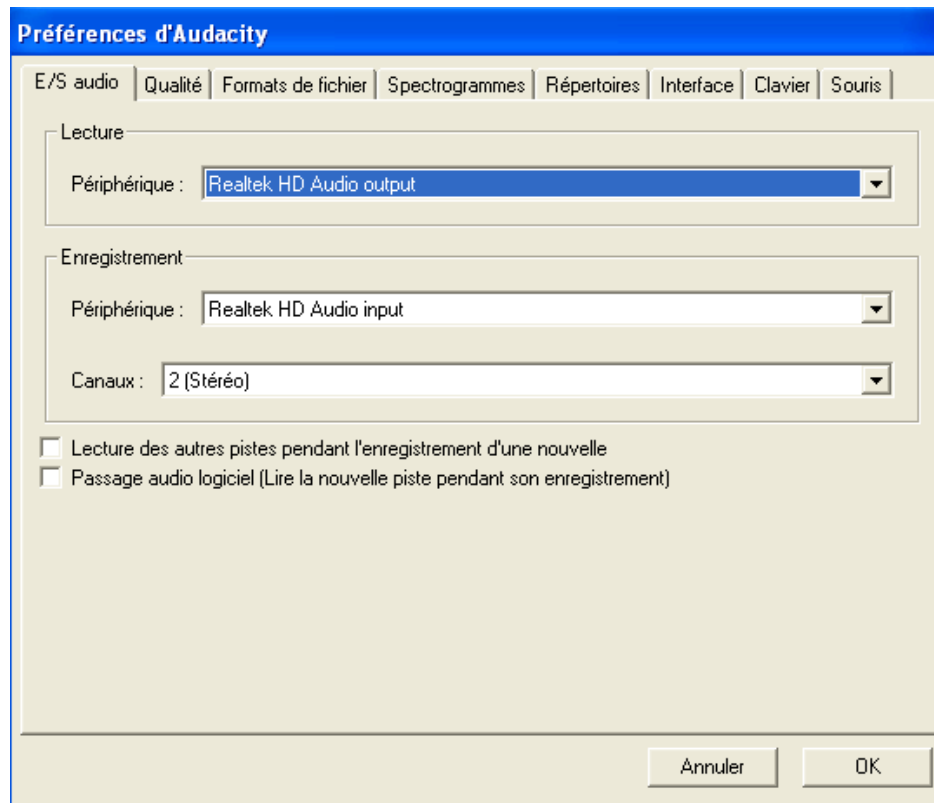 Préférences d'Audacity
E/S audio Qualité Formats de fichier Spectrogrammes Répertoires Interface Clavier Souris
Lecture
Périphérique : Realtek HD Audio output
Enregistrement
Périphérique : Realtek HD Audio input
Canaux : 2 (Stéréo)
Lecture des autres pistes pendant l'enregistrement d'une nouvelle
Passage audio logiciel (Lire la nouvelle piste pendant son enregistrement)
Annuler OK